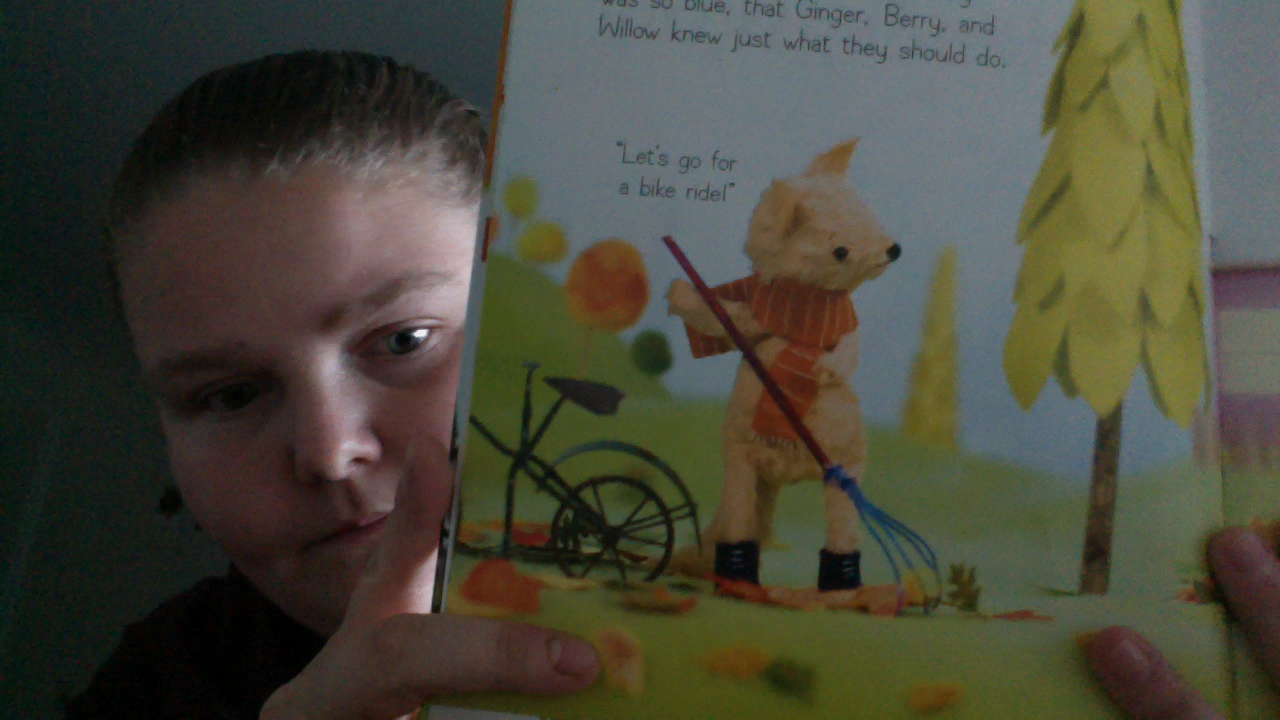 was so blue, that Ginger, Berry, and
Willow knew just what they should do.
"Let's go for
a bike ride!"